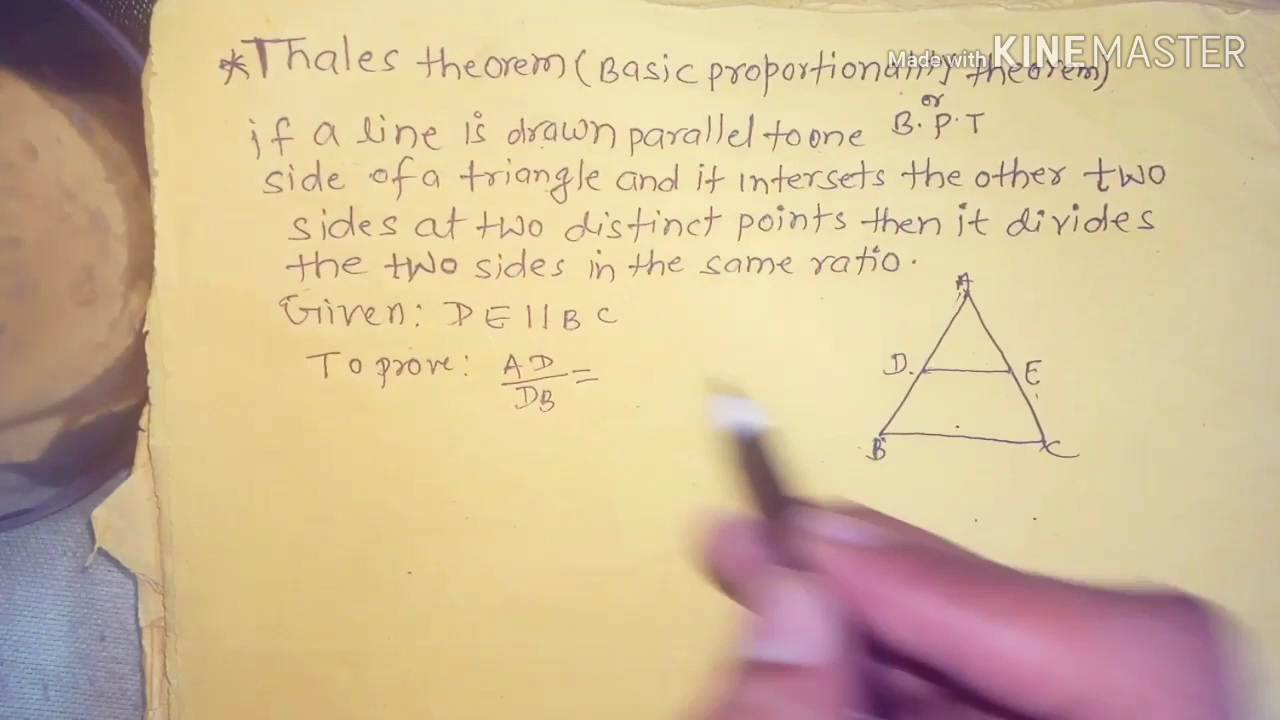 Made with KINEMASTER
*Thales theorem (Basic proportionality theorem)
or
B.P.T
if a line is drawn parallel to one
side of a triangle and it intersets the other two
sides at two distinct points then it divides
the two sides in the same ratio.
Given: DE || BC
To prove: AD/DB =
A
D. E
B C